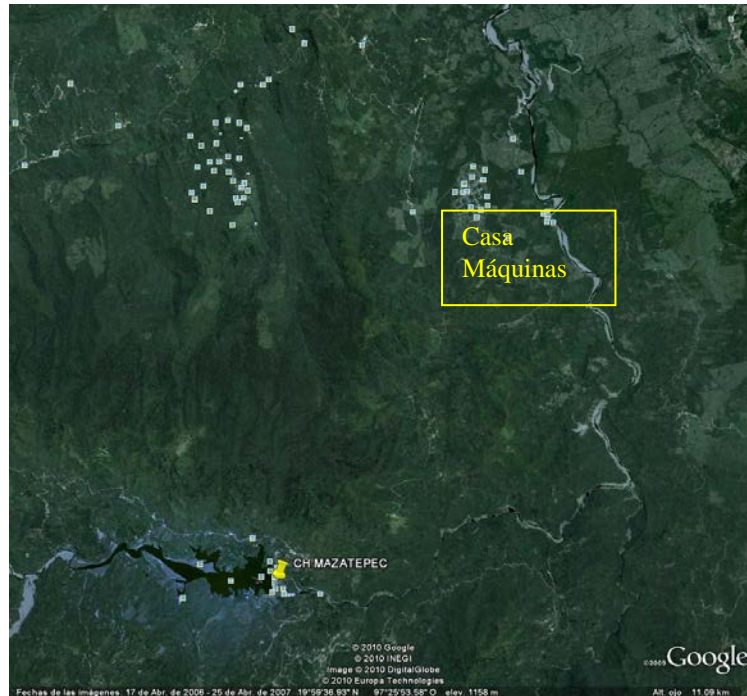 Casa
Máquinas
CH MAZATEPEC
© 2010 Google
© 2010 INEGI
Image © 2010 DigitalGlobe
© 2010 Europa Technologies
©2009 Google
Fechas de las imágenes: 17 de Abr. de 2006 - 25 de Abr. de 2007 19°59'36.93" N 97°25'53.58" O elev. 1158 m Alt. ojo 11.09 km